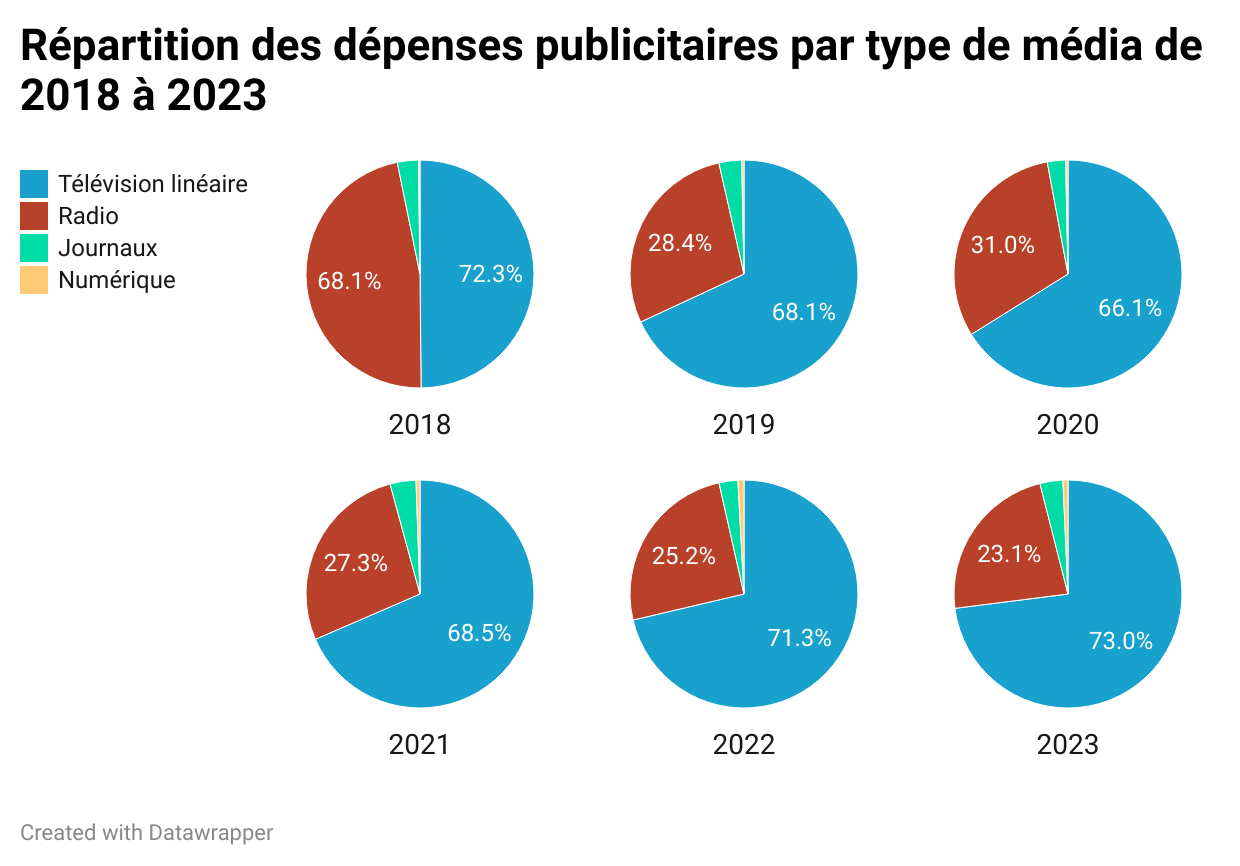 Répartition des dépenses publicitaires par type de média de
2018 à 2023
Télévision linéaire
Radio
Journaux
Numérique
68.1%
72.3%
2018
28.4%
68.1%
2019
31.0%
66.1%
2020
27.3%
68.5%
2021
25.2%
71.3%
2022
23.1%
73.0%
2023
Created with Datawrapper